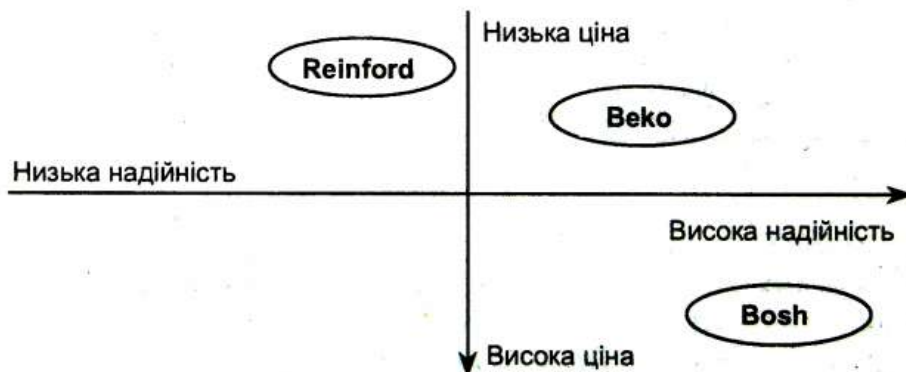 Низька ціна
Reinford
Beko
Низька надійність
Висока надійність
Bosh
Висока ціна